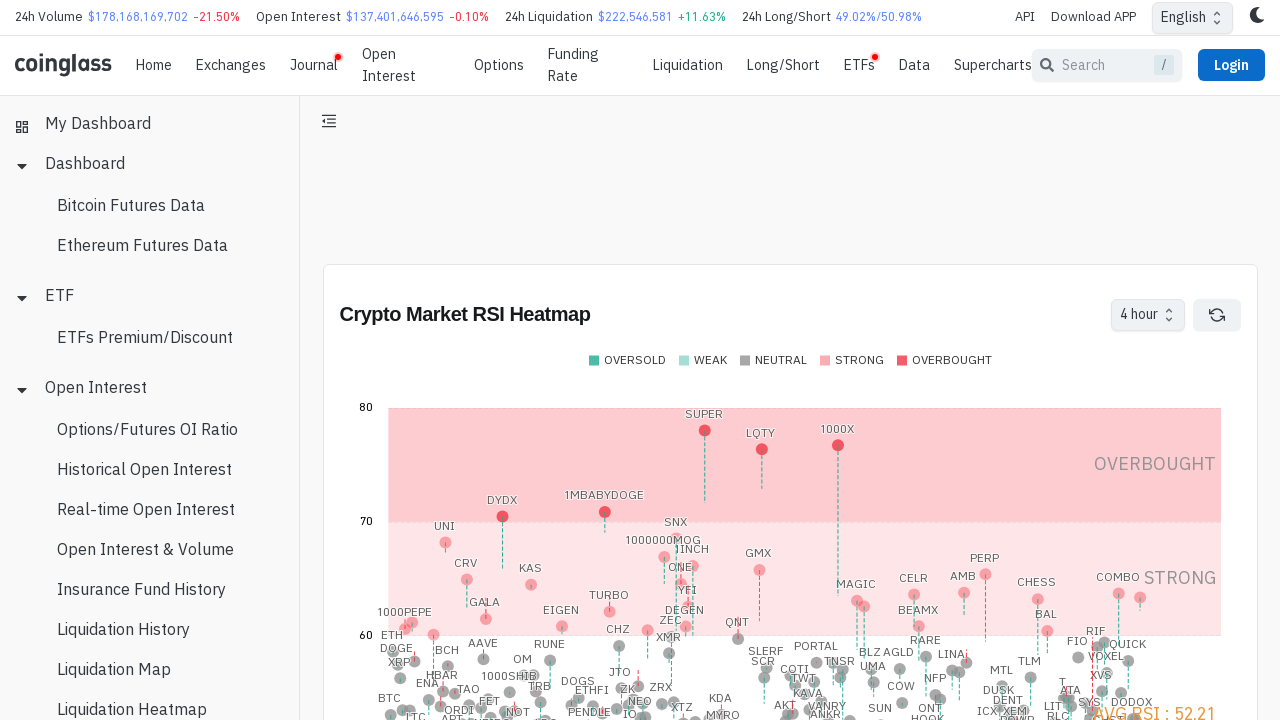 24h Volume $178,168,169,702 -21.50% Open Interest $137,401,646,595 -0.10% 24h Liquidation $222,546,581 +11.63% 24h Long/Short 49.02%/50.98% API Download APP English
coinglass Home Exchanges Journal Open Interest Options Funding Rate Liquidation Long/Short ETFs Data Supercharts Search / Login
My Dashboard
Dashboard
Bitcoin Futures Data
Ethereum Futures Data
ETF
ETFs Premium/Discount
Open Interest
Options/Futures OI Ratio
Historical Open Interest
Real-time Open Interest
Open Interest & Volume
Insurance Fund History
Liquidation History
Liquidation Map
Liquidation Heatmap
Crypto Market RSI Heatmap 4 hour
OVERSOLD WEAK NEUTRAL STRONG OVERBOUGHT
80
SUPER
1000X
LQTY
OVERBOUGHT
1MBABYDOGE
DYDX
70
SNX
UNI
1000000MOG
1INCH
GMX
PERP
CRV
KAS
ONE
AMB
CELR
COMBO
STRONG
CHESS
MAGIC
YFI
TURBO
GALA
1000PEPE
EIGEN
DEGEN
BEAMX
BAL
ZEC
QNT
CHZ
60
ETH
RIF
XMR
FIO
RARE
AAVE
RUNE
QUICK
DOGE
BCH
PORTAL
SLERF
BLZ
AGLD
LINA
VOXEL
XRP
OM
SCR
TNSR
TLM
UMA
COTI
MTL
JTO
HBAR
1000SHIB
XVS
TWT
NFP
ENA
DOGS
T
TRB
COW
ZRX
TAO
ETHFI
ZK
DUSK
ATA
KAVA
BTC
KDA
FET
NEO
DENT
SYS
DODOX
AKT
VANRY
LIT
XTZ
SUN
ONT
ORDI
NOT
PENDLE
IO
ICX
XEM
AVG RSI : 52.21
MYRO
ANKR
LTC
RLC
HOOK